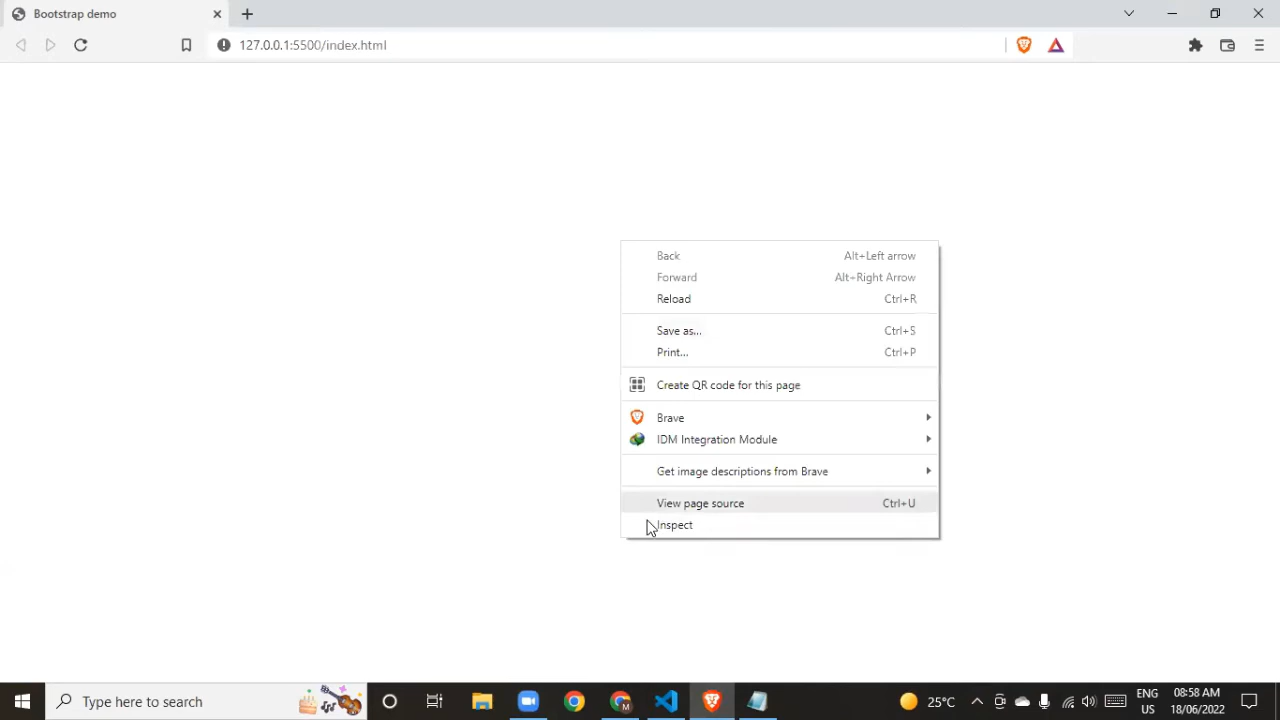 Bootstrap demo
127.0.0.1:5500/index.html
Back Alt+Left arrow
Forward Alt+Right Arrow
Reload Ctrl+R
Save as... Ctrl+S
Print... Ctrl+P
Create QR code for this page
Brave
IDM Integration Module
Get image descriptions from Brave
View page source Ctrl+U
Inspect
Type here to search
M
25°C
ENG
US
08:58 AM
18/06/2022